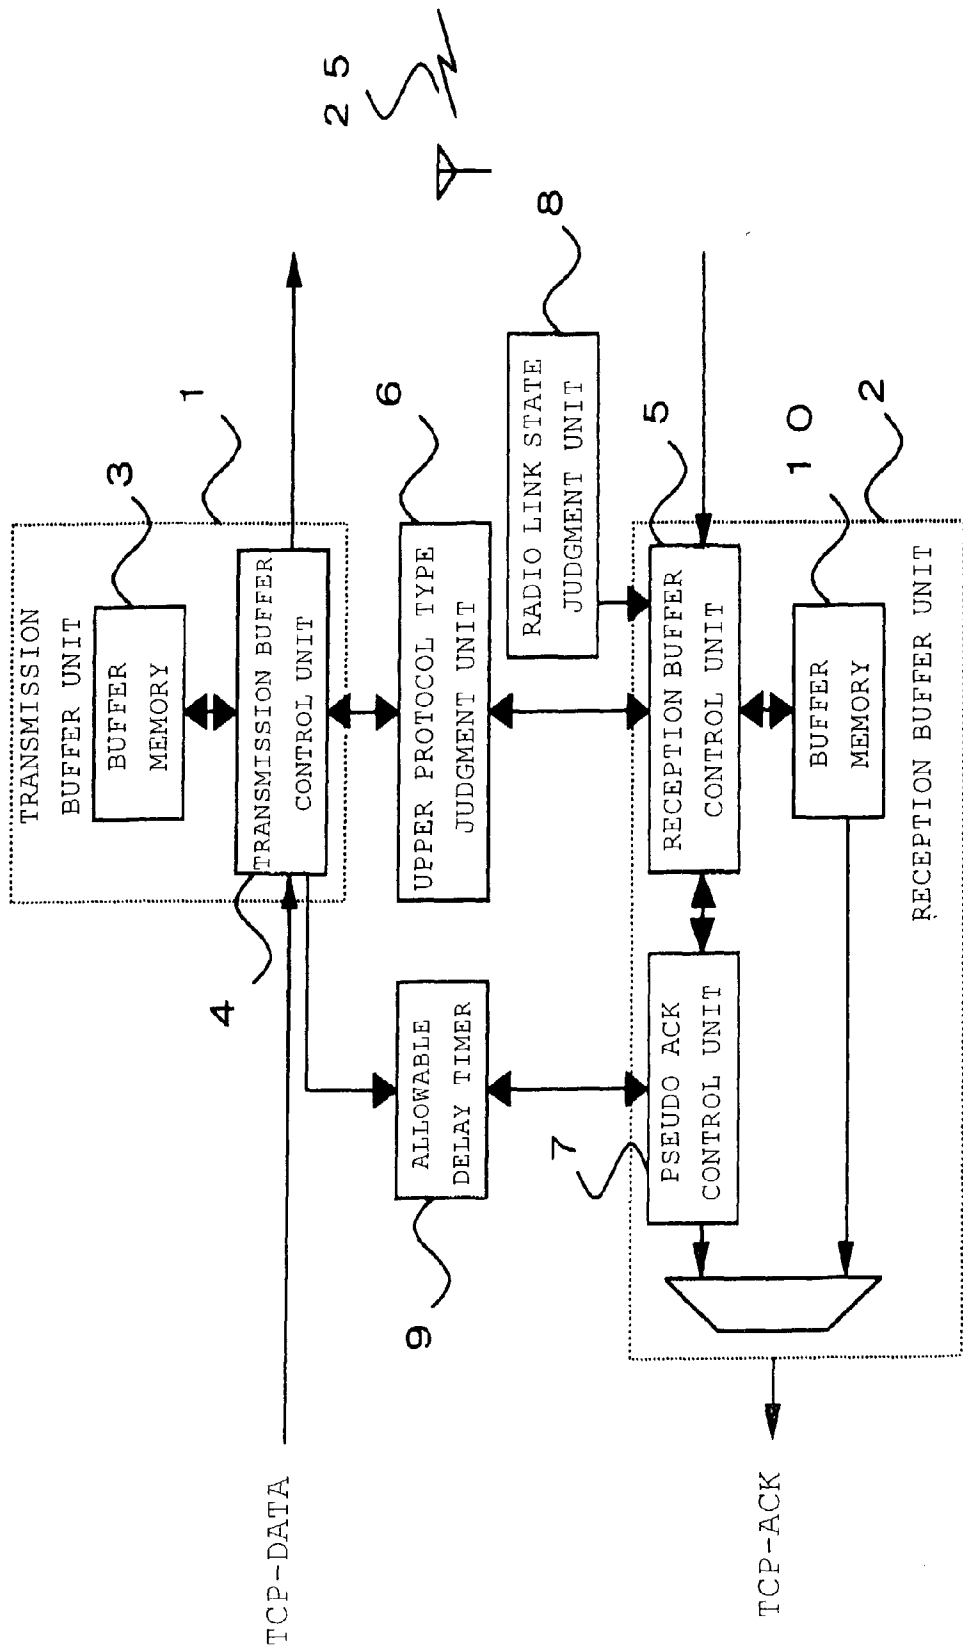 TRANSMISSION
BUFFER UNIT
1
3
BUFFER
MEMORY
4
TRANSMISSION BUFFER
CONTROL UNIT
TCP-DATA
25
9
ALLOWABLE
DELAY TIMER
6
UPPER PROTOCOL TYPE
JUDGMENT UNIT
8
RADIO LINK STATE
JUDGMENT UNIT
7
PSEUDO ACK
CONTROL UNIT
5
RECEPTION BUFFER
CONTROL UNIT
10
BUFFER
MEMORY
2
RECEPTION BUFFER UNIT
TCP-ACK